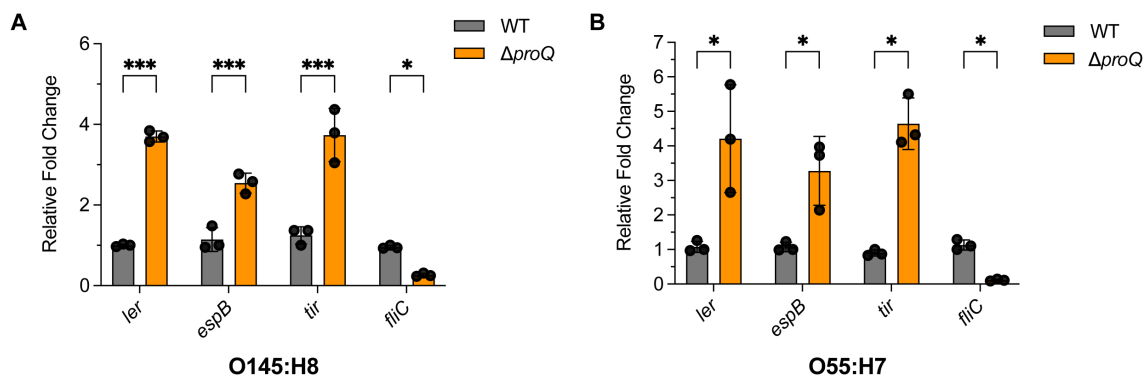 A
WT
ΔproQ
Relative Fold Change
6
4
2
0
*** *** *** *
ler espB tir fliC
O145:H8
B
WT
ΔproQ
Relative Fold Change
7
6
5
4
3
2
1
0
* * * *
ler espB tir fliC
O55:H7